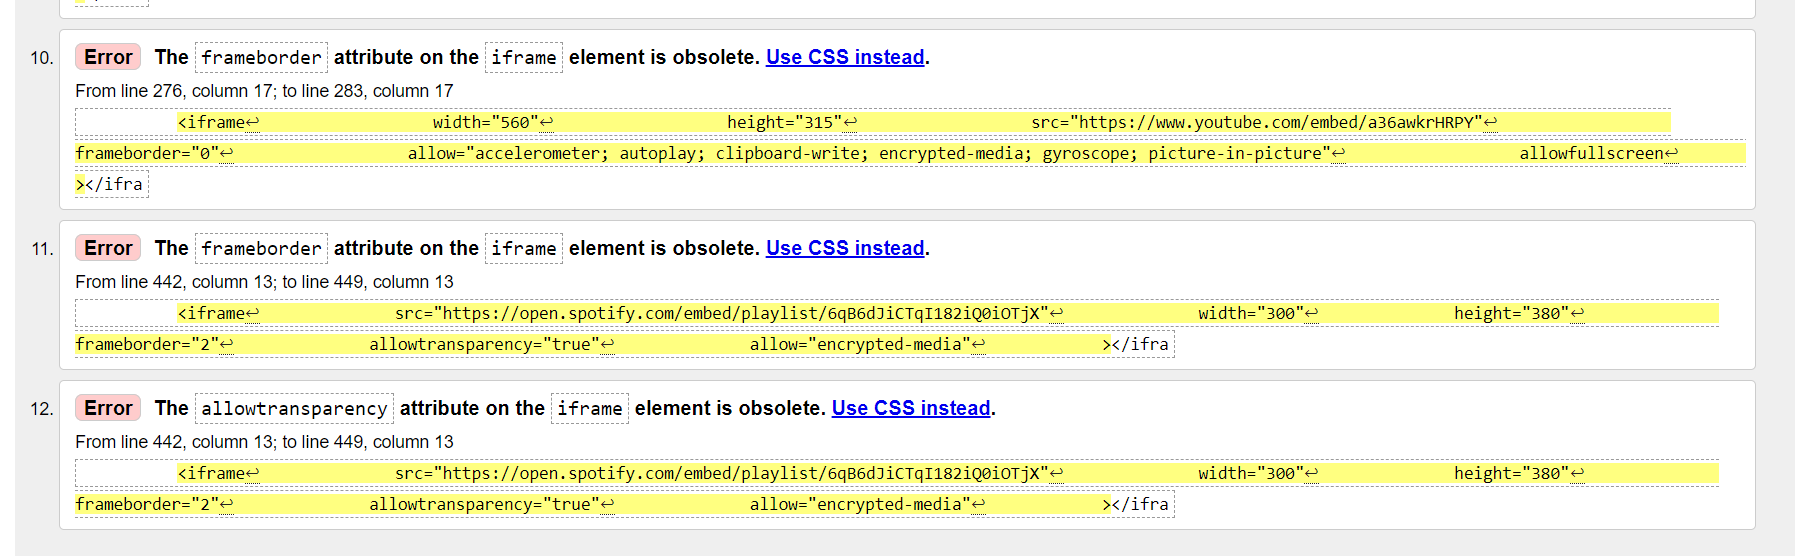 10. Error The frameborder attribute on the iframe element is obsolete. Use CSS instead.
From line 276, column 17; to line 283, column 17
<iframe↩ width="560"↩ height="315"↩ src="https://www.youtube.com/embed/a36awkrHRPY"↩
frameborder="0"↩ allow="accelerometer; autoplay; clipboard-write; encrypted-media; gyroscope; picture-in-picture"↩ allowfullscreen↩
></ifra
11. Error The frameborder attribute on the iframe element is obsolete. Use CSS instead.
From line 442, column 13; to line 449, column 13
<iframe↩ src="https://open.spotify.com/embed/playlist/6qB6dJiCTqI182iQ0iOTjX"↩ width="300"↩ height="380"↩
frameborder="2"↩ allowtransparency="true"↩ allow="encrypted-media"↩ ></ifra
12. Error The allowtransparency attribute on the iframe element is obsolete. Use CSS instead.
From line 442, column 13; to line 449, column 13
<iframe↩ src="https://open.spotify.com/embed/playlist/6qB6dJiCTqI182iQ0iOTjX"↩ width="300"↩ height="380"↩
frameborder="2"↩ allowtransparency="true"↩ allow="encrypted-media"↩ ></ifra